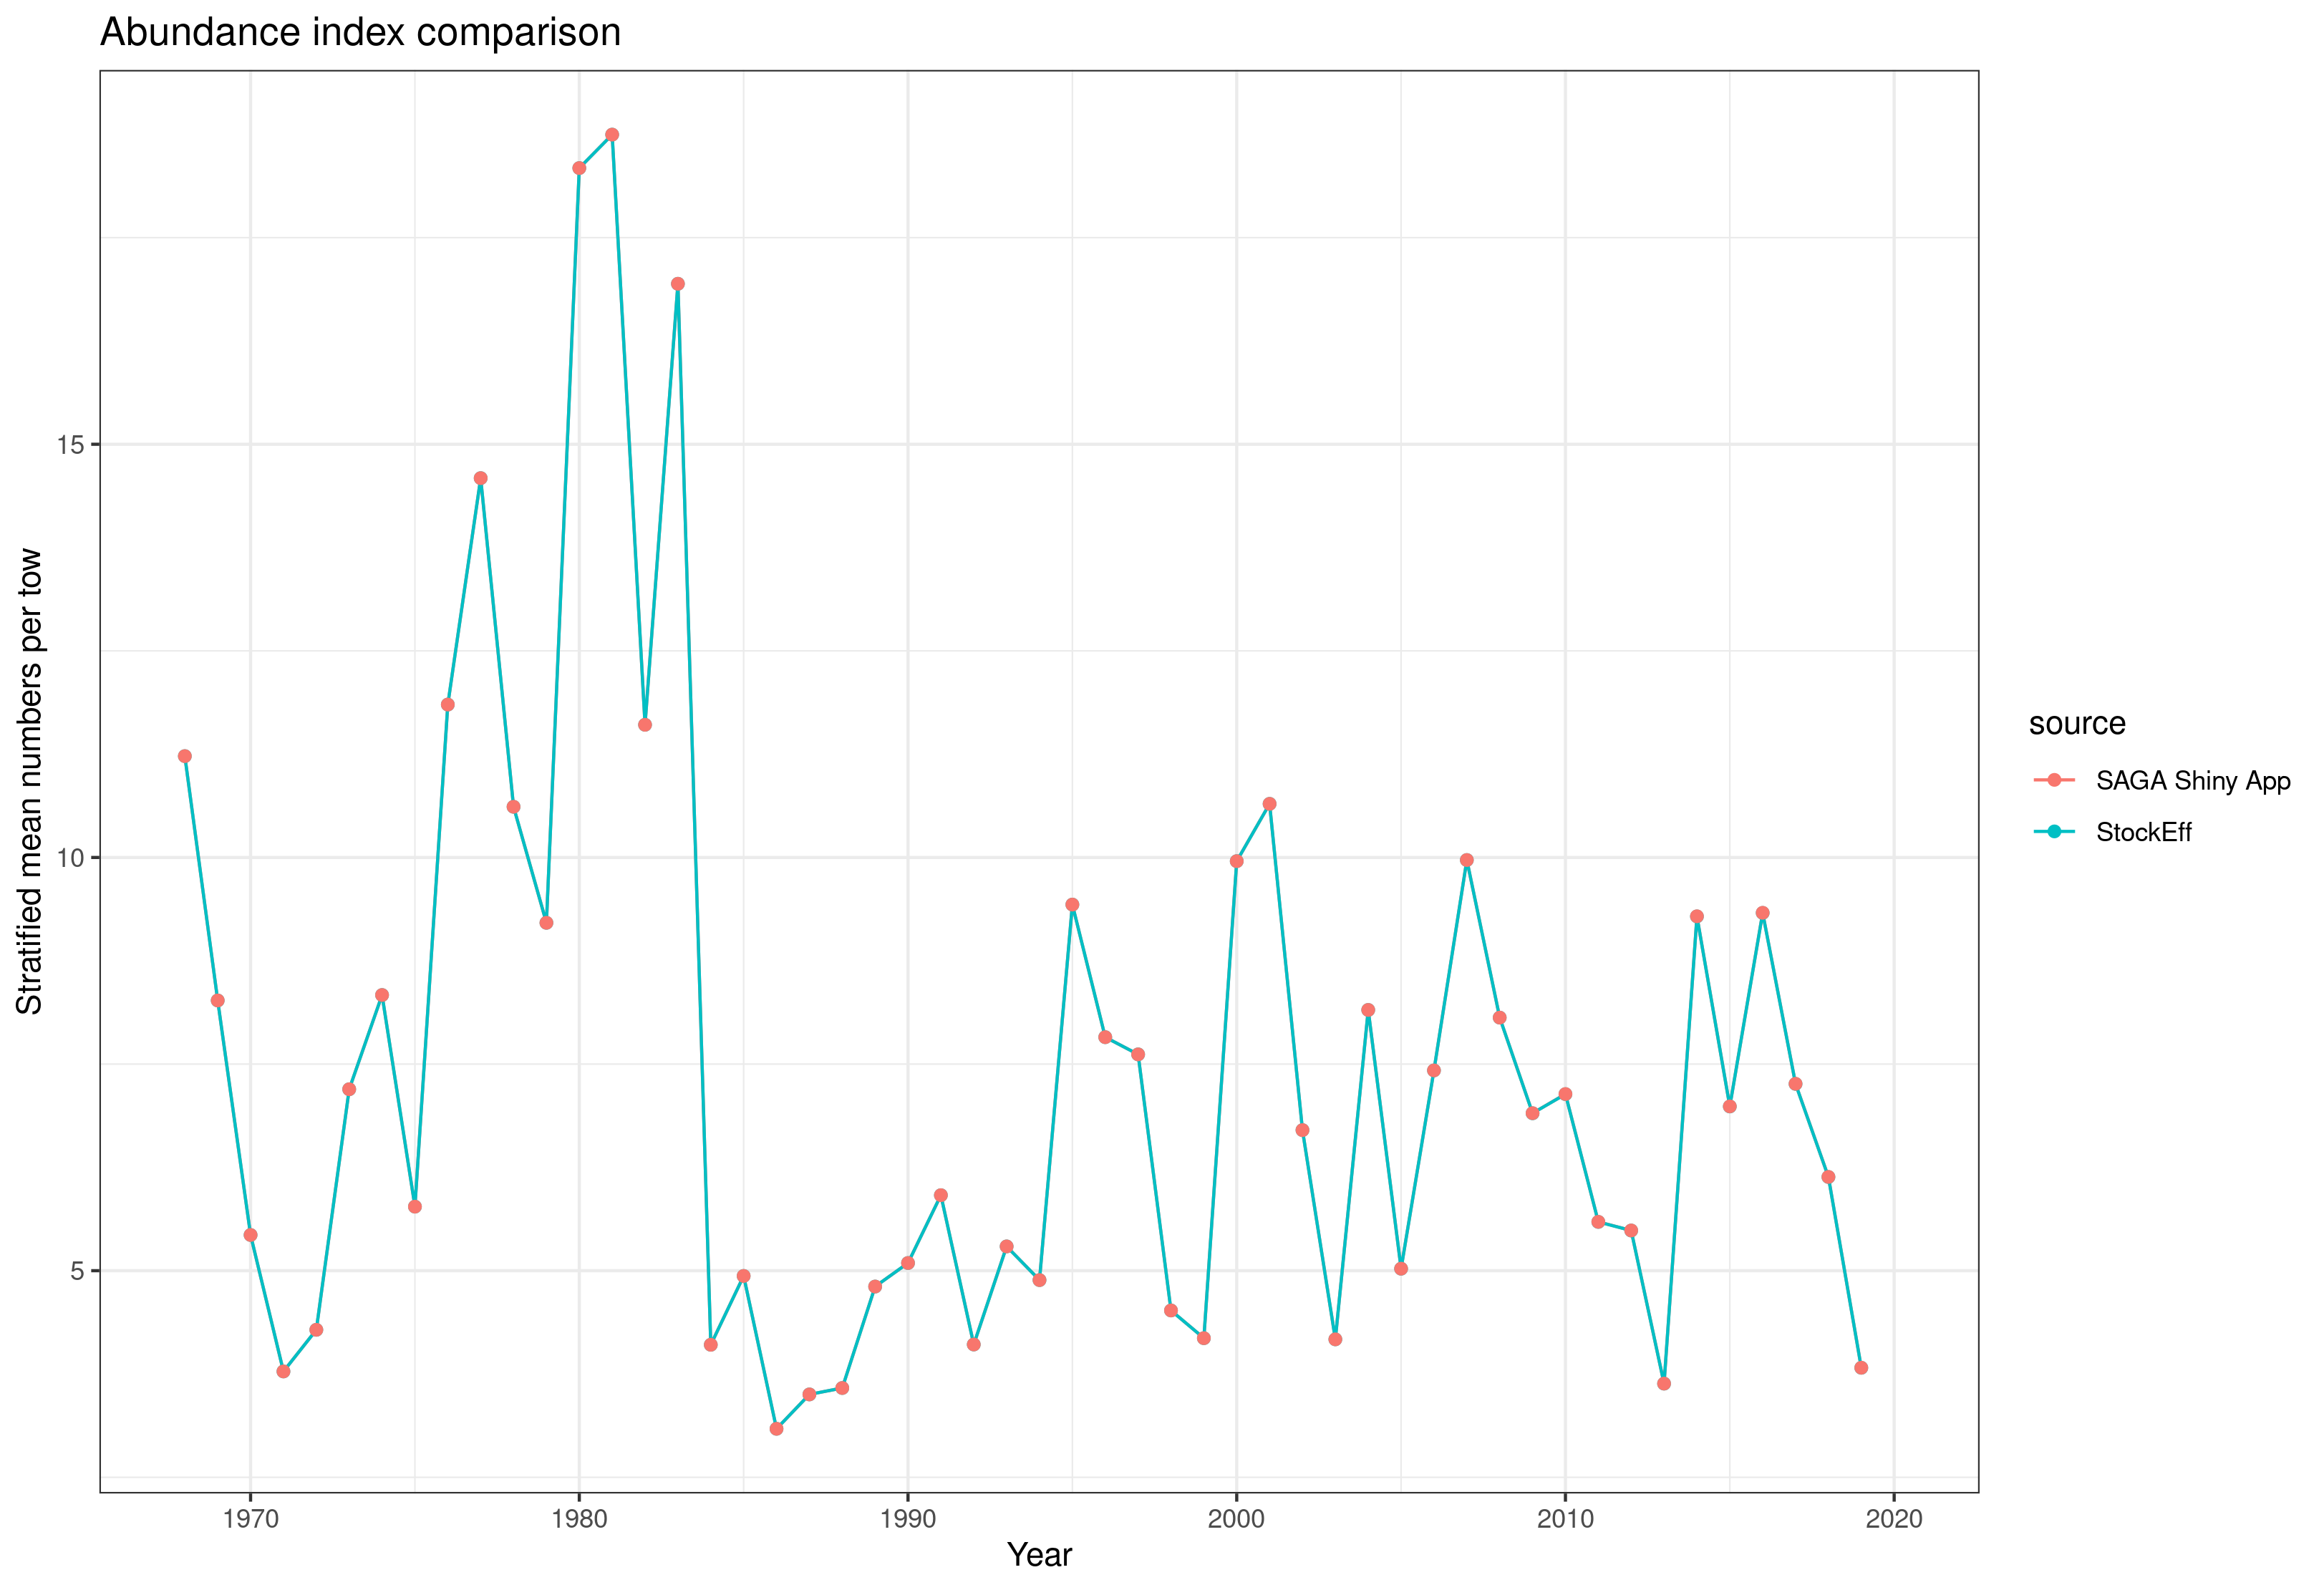 Abundance index comparison
Stratified mean numbers per tow
15
10
5
1970
1980
1990
2000
2010
2020
Year
source
SAGA Shiny App
StockEff